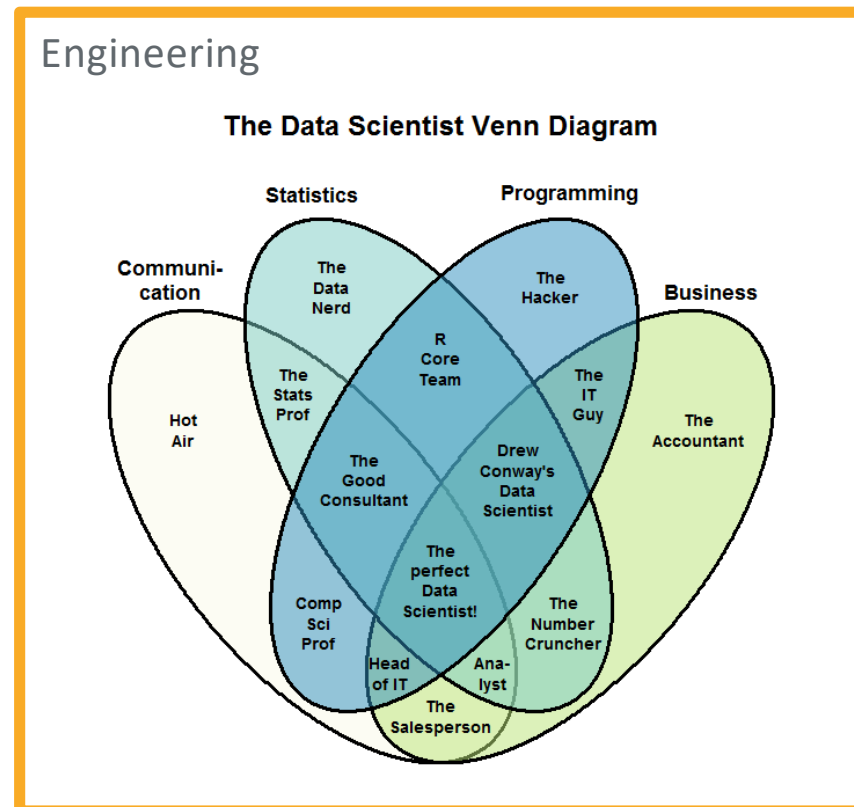 Engineering
The Data Scientist Venn Diagram
Statistics
Programming
Communi-
cation
Business
The
Data
Nerd
The
Hacker
R
Core
Team
The
Stats
Prof
The
IT
Guy
Hot
Air
The
Accountant
The
Good
Consultant
Drew
Conway's
Data
Scientist
The
perfect
Data
Scientist!
Comp
Sci
Prof
The
Number
Cruncher
Head
of IT
Ana-
lyst
The
Salesperson